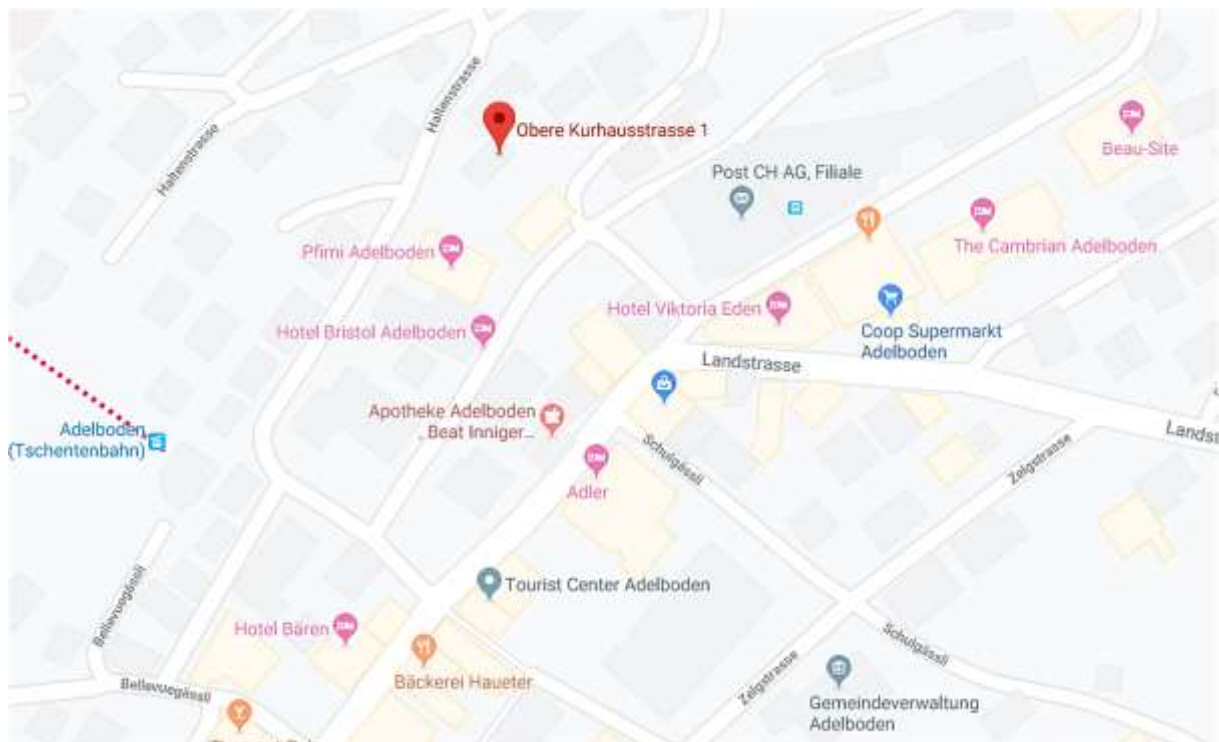 Haltenstrasse
Obere Kurhausstrasse 1
Beau-Site
Haltenstrasse
Post CH AG, Filiale
Pfirni Adelboden
The Cambrian Adelboden
Hotel Viktoria Eden
Hotel Bristol Adelboden
Coop Supermarkt
Adelboden
Landstrasse
Apotheke Adelboden
Beat Inniger...
Adelboden
(Tschentenbahn)
Landst
Schulgässli
Zelgstrasse
Adler
Tourist Center Adelboden
Bellevuegässli
Hotel Bären
Schulgässli
Bäckerei Haueter
Bellevuegässli
Zelgstrasse
Gemeindeverwaltung
Adelboden